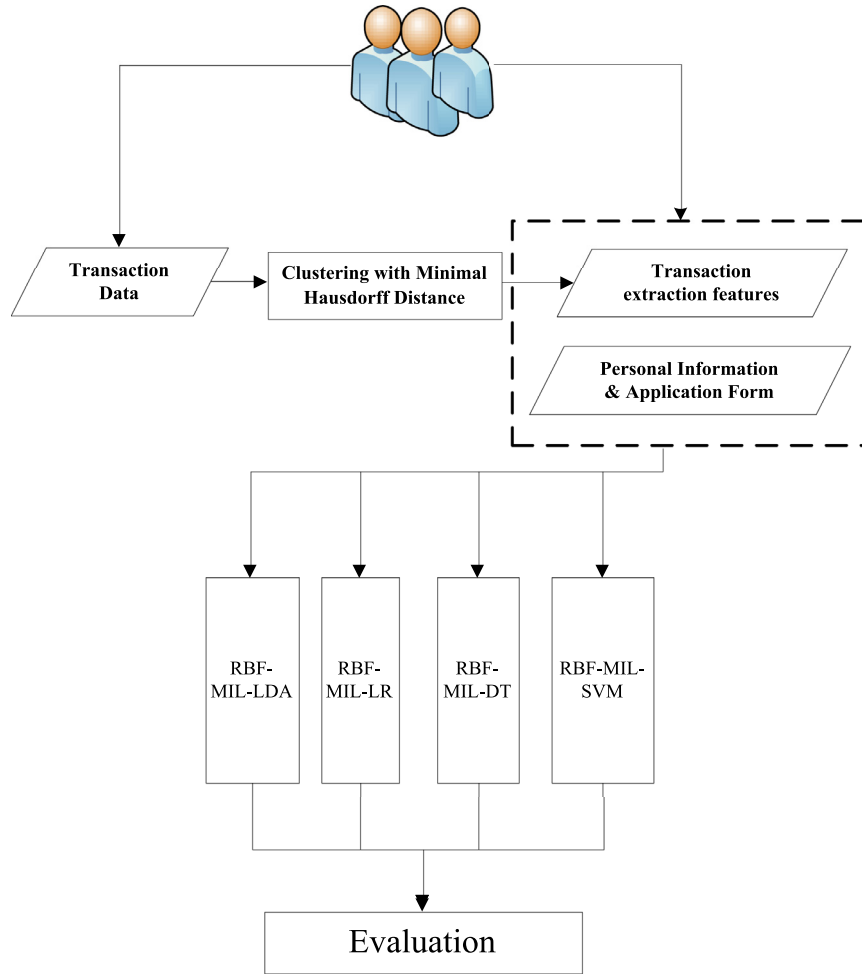 Transaction
Data
Clustering with Minimal
Hausdorff Distance
Transaction
extraction features
Personal Information
& Application Form
RBF-
MIL-LDA
RBF-
MIL-LR
RBF-
MIL-DT
RBF-MIL-
SVM
Evaluation